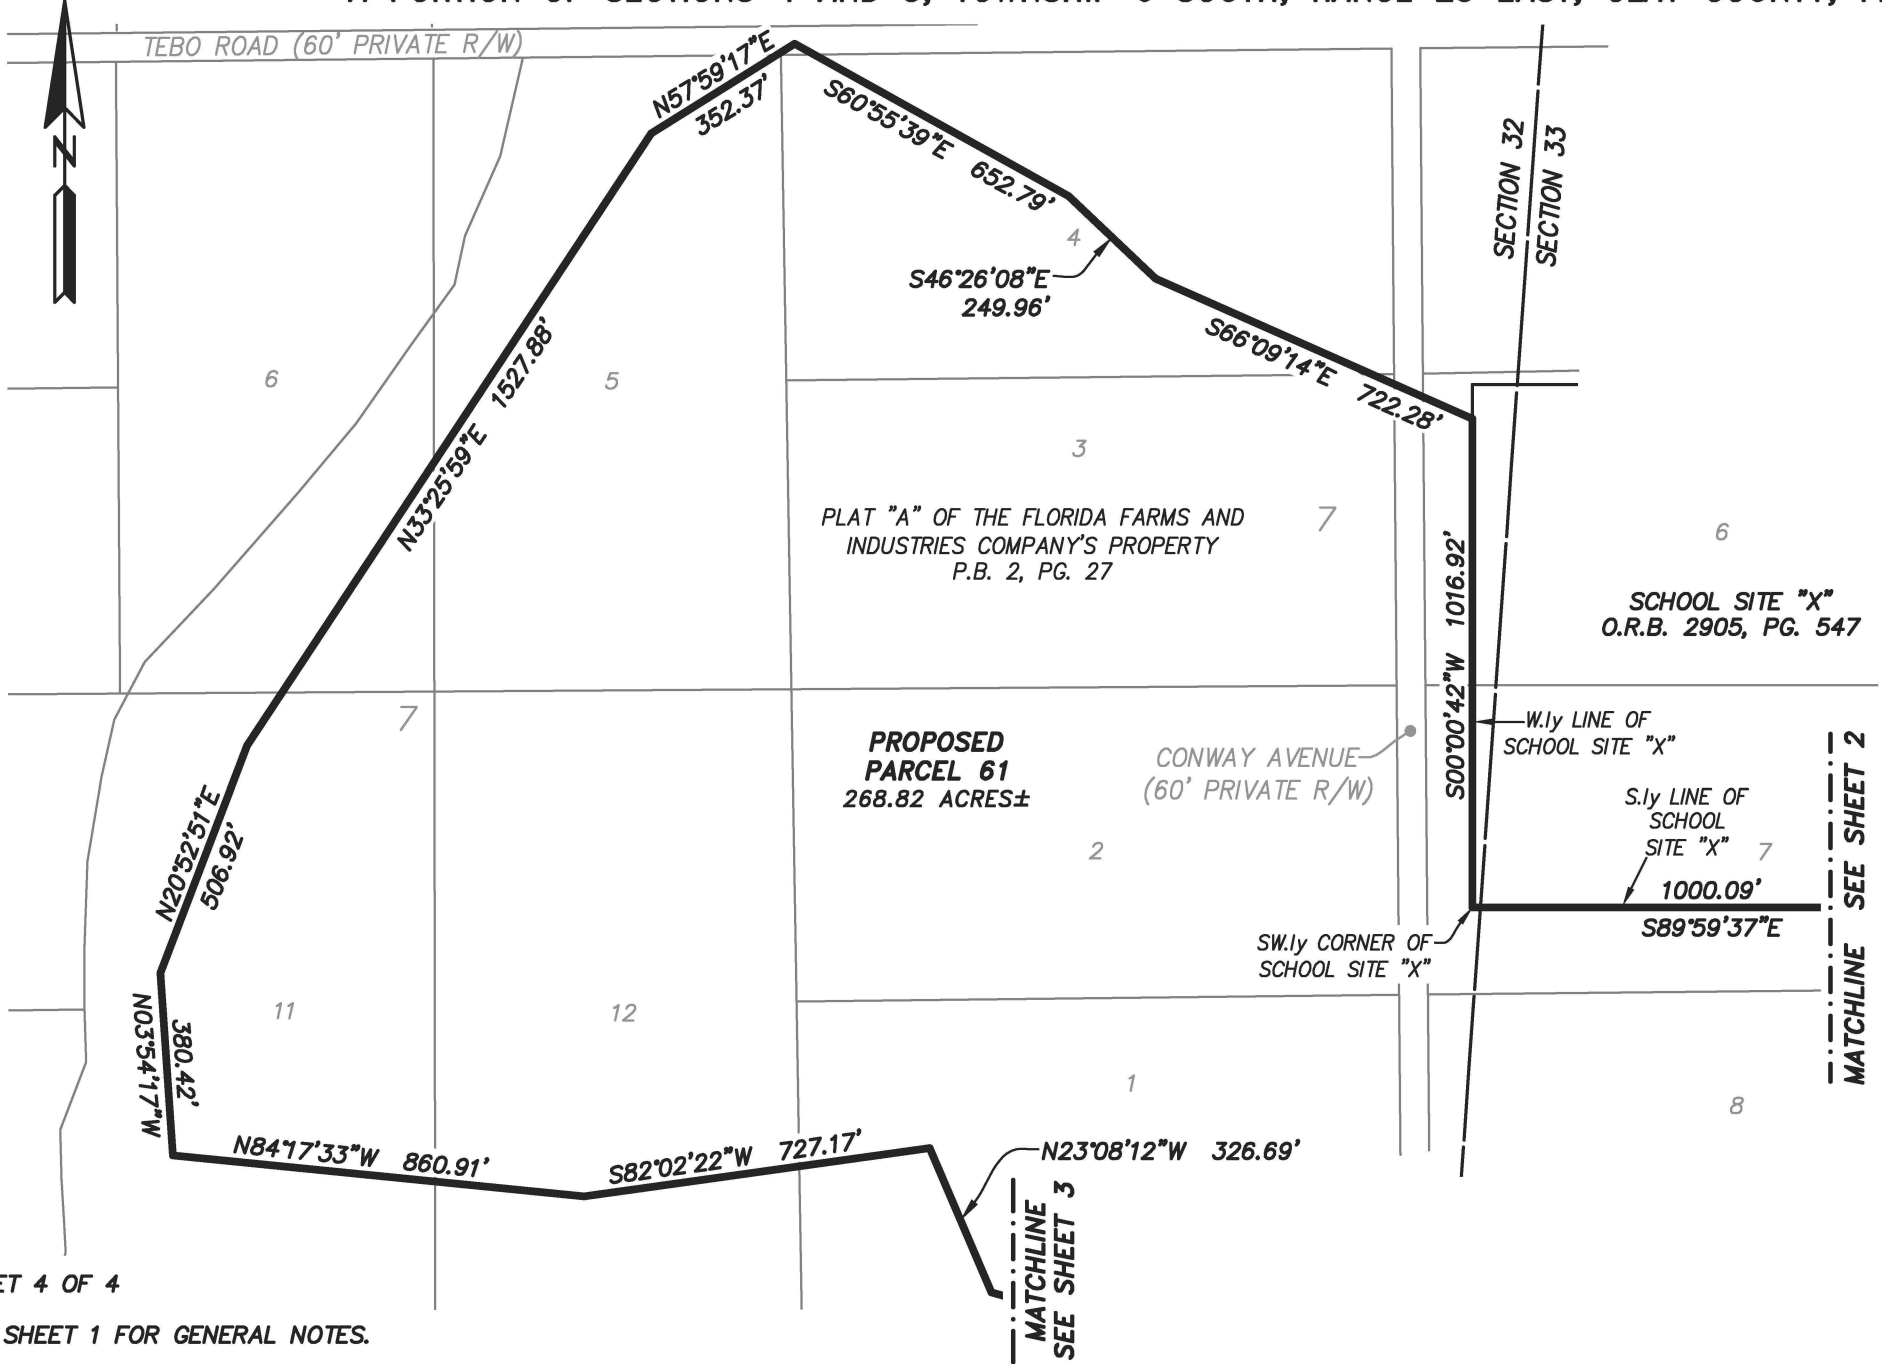 TEBO ROAD (60' PRIVATE R/W)
N
N57°59'17"E
352.37'
S60°55'39"E 652.79'
4
S46°26'08"E
249.96'
S66°09'14"E 722.28'
SECTION 32
SECTION 33
6
5
N33°25'59"E 1527.88'
3
PLAT "A" OF THE FLORIDA FARMS AND
INDUSTRIES COMPANY'S PROPERTY
P.B. 2, PG. 27
7
6
SCHOOL SITE "X"
O.R.B. 2905, PG. 547
S00°00'42"W 1016.92'
W.ly LINE OF
SCHOOL SITE "X"
7
PROPOSED
PARCEL 61
268.82 ACRES±
CONWAY AVENUE
(60' PRIVATE R/W)
S.ly LINE OF
SCHOOL
SITE "X"
7
1000.09'
S89°59'37"E
MATCHLINE SEE SHEET 2
2
SW.ly CORNER OF
SCHOOL SITE "X"
N20°52'51"E
506.92'
11
12
N03°54'17"W
380.42'
1
8
N84°17'33"W 860.91'
S82°02'22"W 727.17'
N23°08'12"W 326.69'
MATCHLINE
SEE SHEET 3
ET 4 OF 4
SHEET 1 FOR GENERAL NOTES.